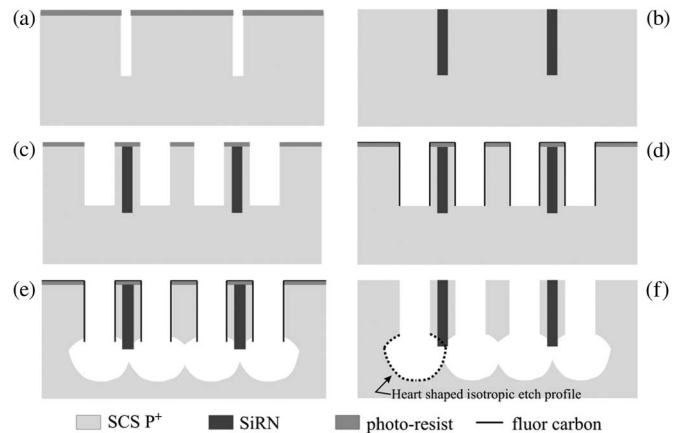 (a)
(b)
(c)
(d)
(e)
(f)
Heart shaped isotropic etch profile
SCS P⁺
SiRN
photo-resist
fluor carbon